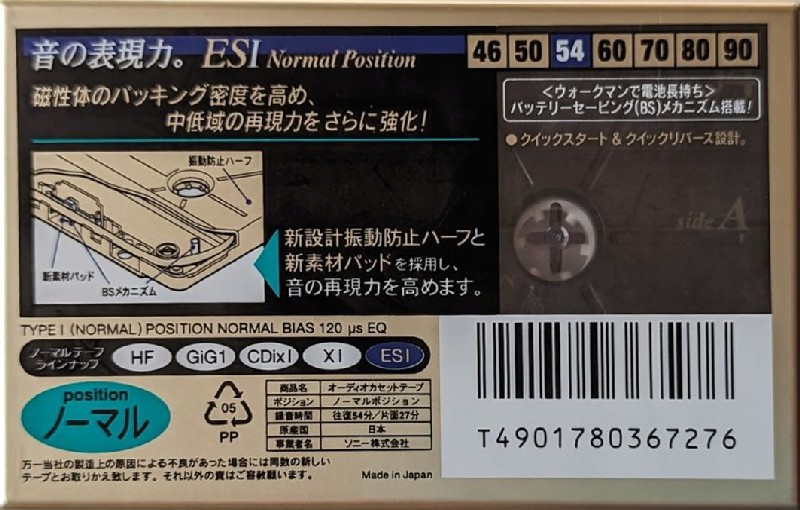 音の表現力。ESI Normal Position
46 50 54 60 70 80 90
磁性体のパッキング密度を高め、
中低域の再現力をさらに強化!
<ウォークマンで電池長持ち>
バッテリーセービング(BS)メカニズム搭載!
●クイックスタート&クイックリバース設計。
振動防止ハーフ
新素材パッド
BSメカニズム
side A
新設計振動防止ハーフと
新素材パッドを採用し、
音の再現力を高めます。
TYPE I (NORMAL) POSITION NORMAL BIAS 120 μs EQ
ノーマルテープ
ラインナップ
HF GiG1 CDixI XI ESI
position
ノーマル
05
PP
商品名 オーディオカセットテープ
ポジション ノーマルポジション
録音時間 往復54分/片面27分
原産国 日本
事業者名 ソニー株式会社
T4901780367276
万一当社の製造上の原因による不良があった場合には同数の新しい
テープとお取りかえ致します。それ以外の責はご容赦願います。
Made in Japan